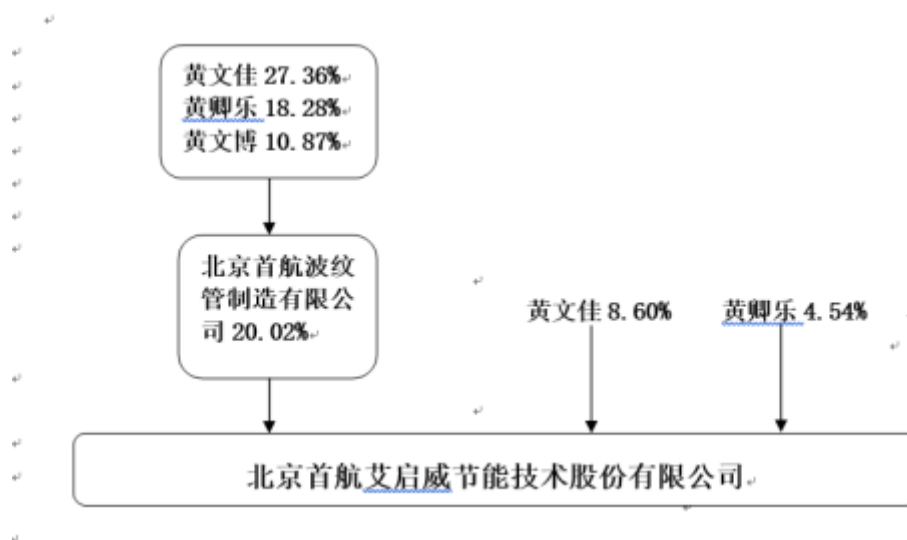 黄文佳 27.36%
黄卿乐 18.28%
黄文博 10.87%
北京首航波纹
管制造有限公
司 20.02%
黄文佳 8.60%
黄卿乐 4.54%
北京首航艾启威节能技术股份有限公司